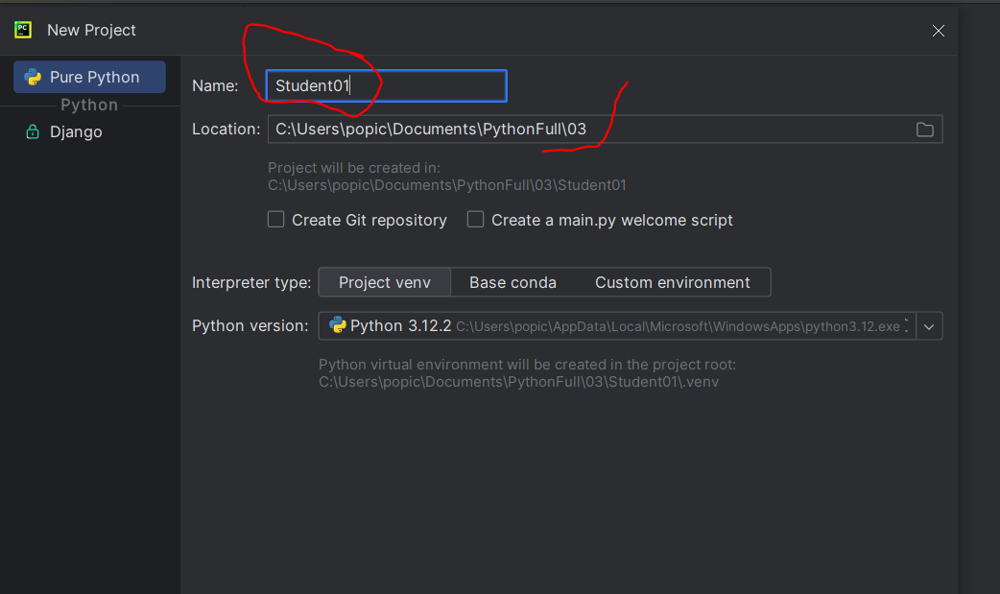 PC
New Project
Pure Python
Python
Django
Name: Student01
Location: C:\Users\popic\Documents\PythonFull\03
Project will be created in:
C:\Users\popic\Documents\PythonFull\03\Student01
Create Git repository Create a main.py welcome script
Interpreter type: Project venv Base conda Custom environment
Python version: Python 3.12.2 C:\Users\popic\AppData\Local\Microsoft\WindowsApps\python3.12.exe
Python virtual environment will be created in the project root:
C:\Users\popic\Documents\PythonFull\03\Student01\.venv